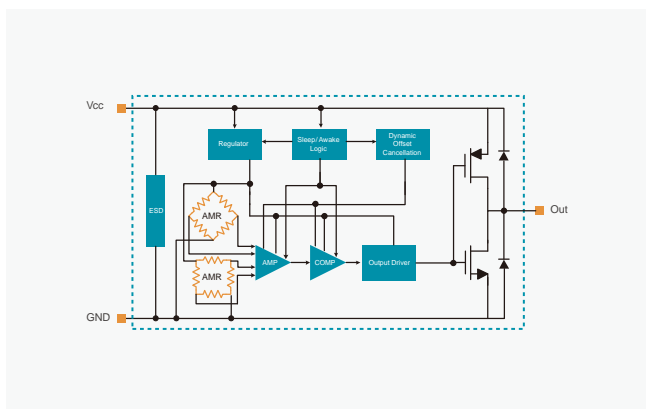 Vcc
Regulator
Sleep/Awake
Logic
Dynamic
Offset
Cancellation
ESD
AMR
Out
AMR
AMP
COMP
Output Driver
GND